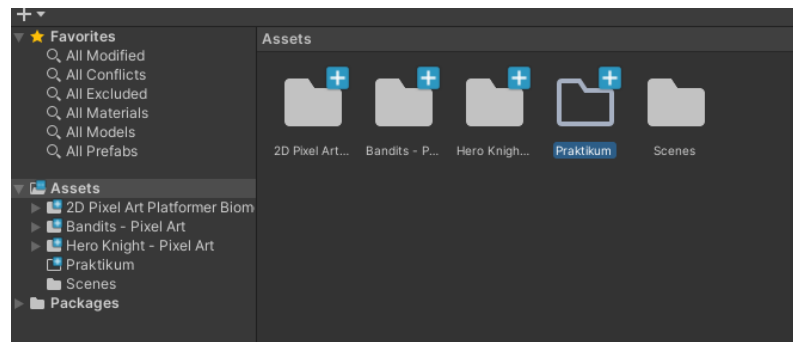 Favorites
All Modified
All Conflicts
All Excluded
All Materials
All Models
All Prefabs
Assets
2D Pixel Art Platformer Biom
Bandits - Pixel Art
Hero Knight - Pixel Art
Praktikum
Scenes
Packages
Assets
2D Pixel Art...
Bandits - P...
Hero Knigh...
Praktikum
Scenes